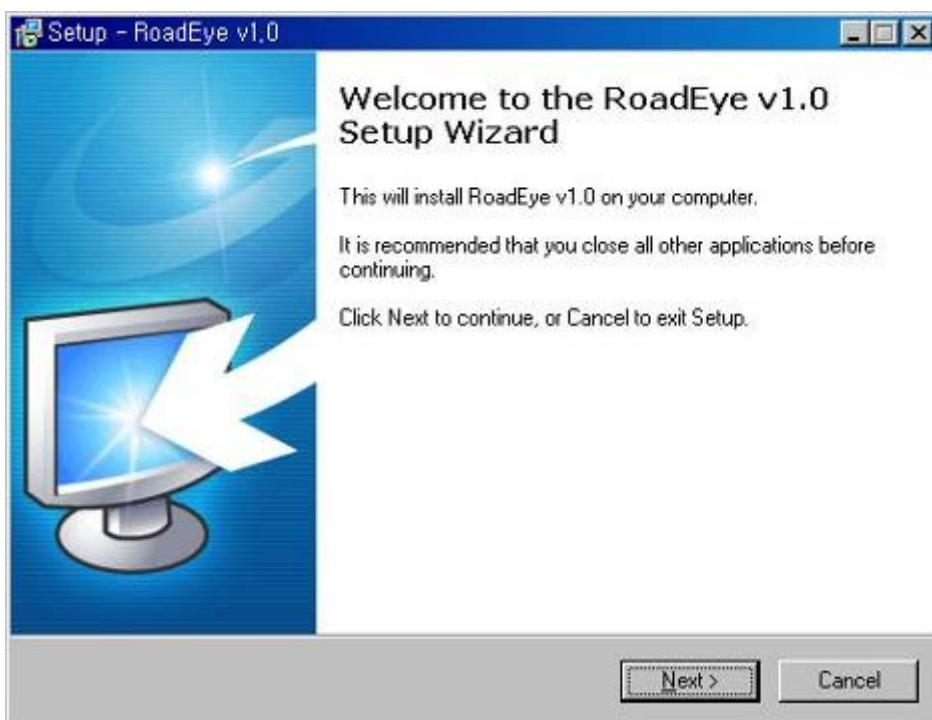 Setup - RoadEye v1.0
Welcome to the RoadEye v1.0
Setup Wizard
This will install RoadEye v1.0 on your computer.
It is recommended that you close all other applications before
continuing.
Click Next to continue, or Cancel to exit Setup.
Next >
Cancel